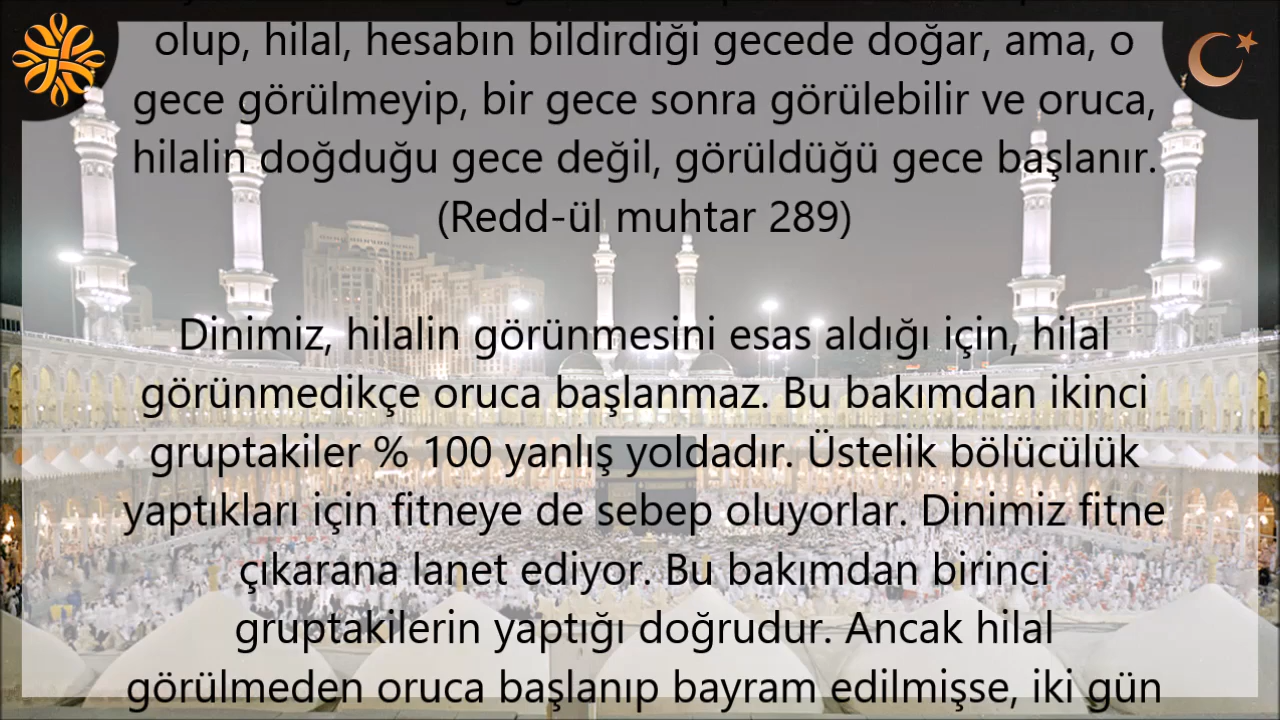 olup, hilal, hesabın bildirdiği gecede doğar, ama, o
gece görülmeyip, bir gece sonra görülebilir ve oruca,
hilalin doğduğu gece değil, görüldüğü gece başlanır.
(Redd-ül muhtar 289)
Dinimiz, hilalin görünmesini esas aldığı için, hilal
görünmedikçe oruca başlanmaz. Bu bakımdan ikinci
gruptakiler % 100 yanlış yoldadır. Üstelik bölücülük
yaptıkları için fitneye de sebep oluyorlar. Dinimiz fitne
çıkarana lanet ediyor. Bu bakımdan birinci
gruptakilerin yaptığı doğrudur. Ancak hilal
görülmeden oruca başlanıp bayram edilmişse, iki gün